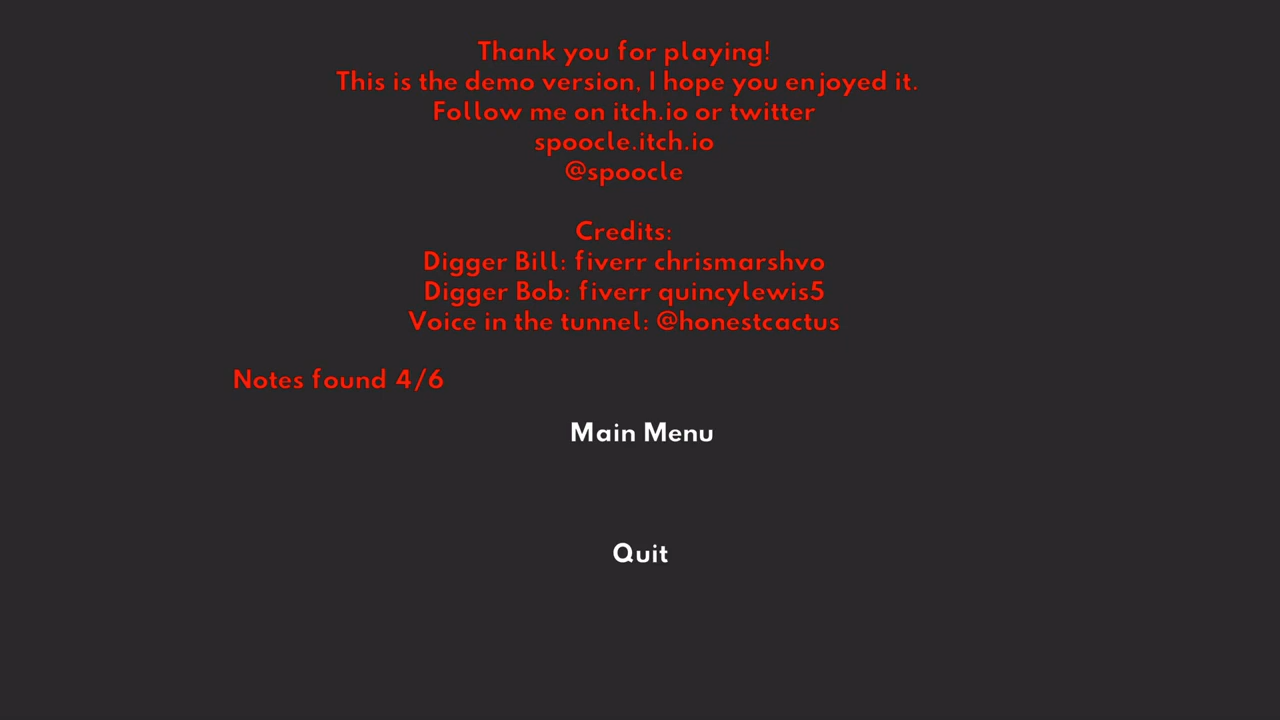 Thank you for playing!
This is the demo version, I hope you enjoyed it.
Follow me on itch.io or twitter
spoocle.itch.io
@spoocle
Credits:
Digger Bill: fiverr chrismarshvo
Digger Bob: fiverr quincylewis5
Voice in the tunnel: @honestcactus
Notes found 4/6
Main Menu
Quit